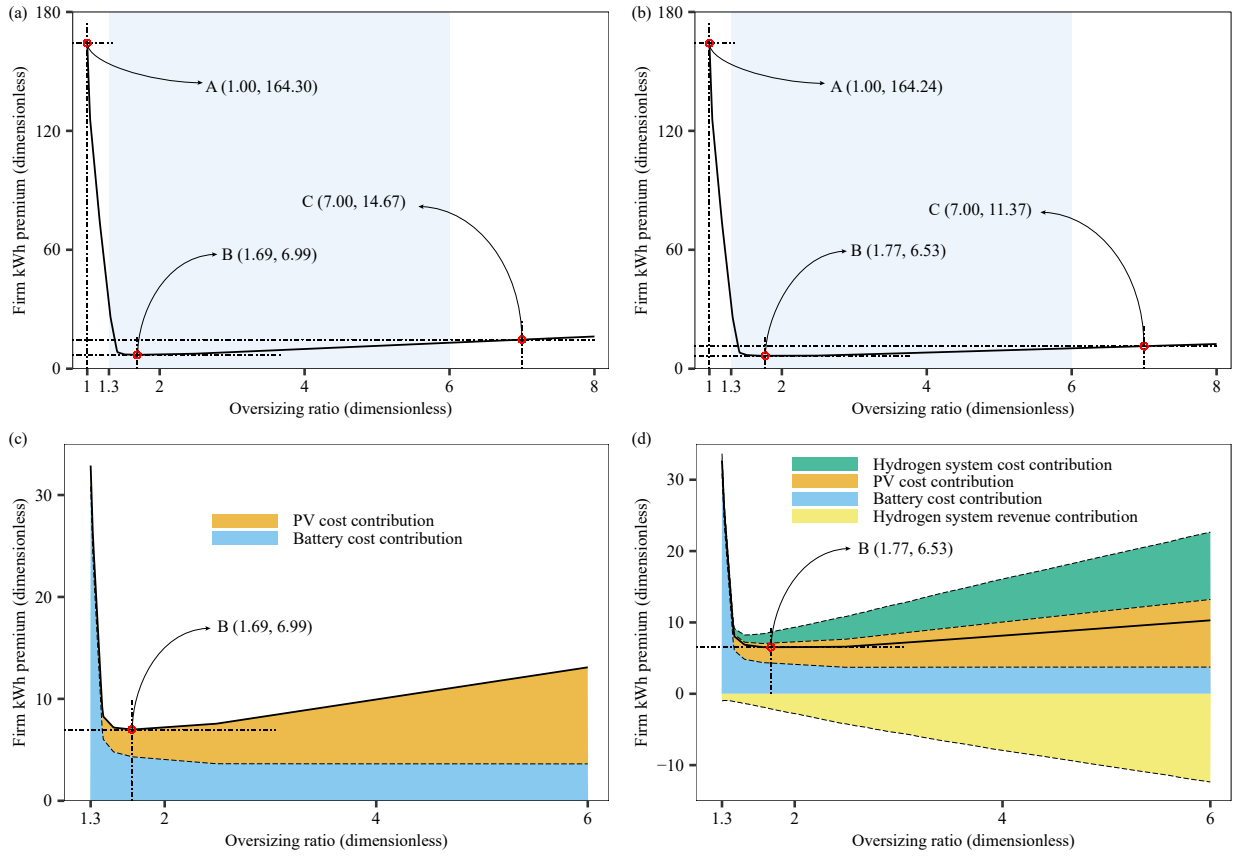 (a)
180
120
60
0
Firm kWh premium (dimensionless)
A (1.00, 164.30)
C (7.00, 14.67)
B (1.69, 6.99)
1 1.3 2 4 6 8
Oversizing ratio (dimensionless)
(b)
180
120
60
0
Firm kWh premium (dimensionless)
A (1.00, 164.24)
C (7.00, 11.37)
B (1.77, 6.53)
1 1.3 2 4 6 8
Oversizing ratio (dimensionless)
(c)
30
20
10
0
Firm kWh premium (dimensionless)
PV cost contribution
Battery cost contribution
B (1.69, 6.99)
1.3 2 4 6
Oversizing ratio (dimensionless)
(d)
30
20
10
0
−10
Firm kWh premium (dimensionless)
Hydrogen system cost contribution
PV cost contribution
Battery cost contribution
Hydrogen system revenue contribution
B (1.77, 6.53)
1.3 2 4 6
Oversizing ratio (dimensionless)